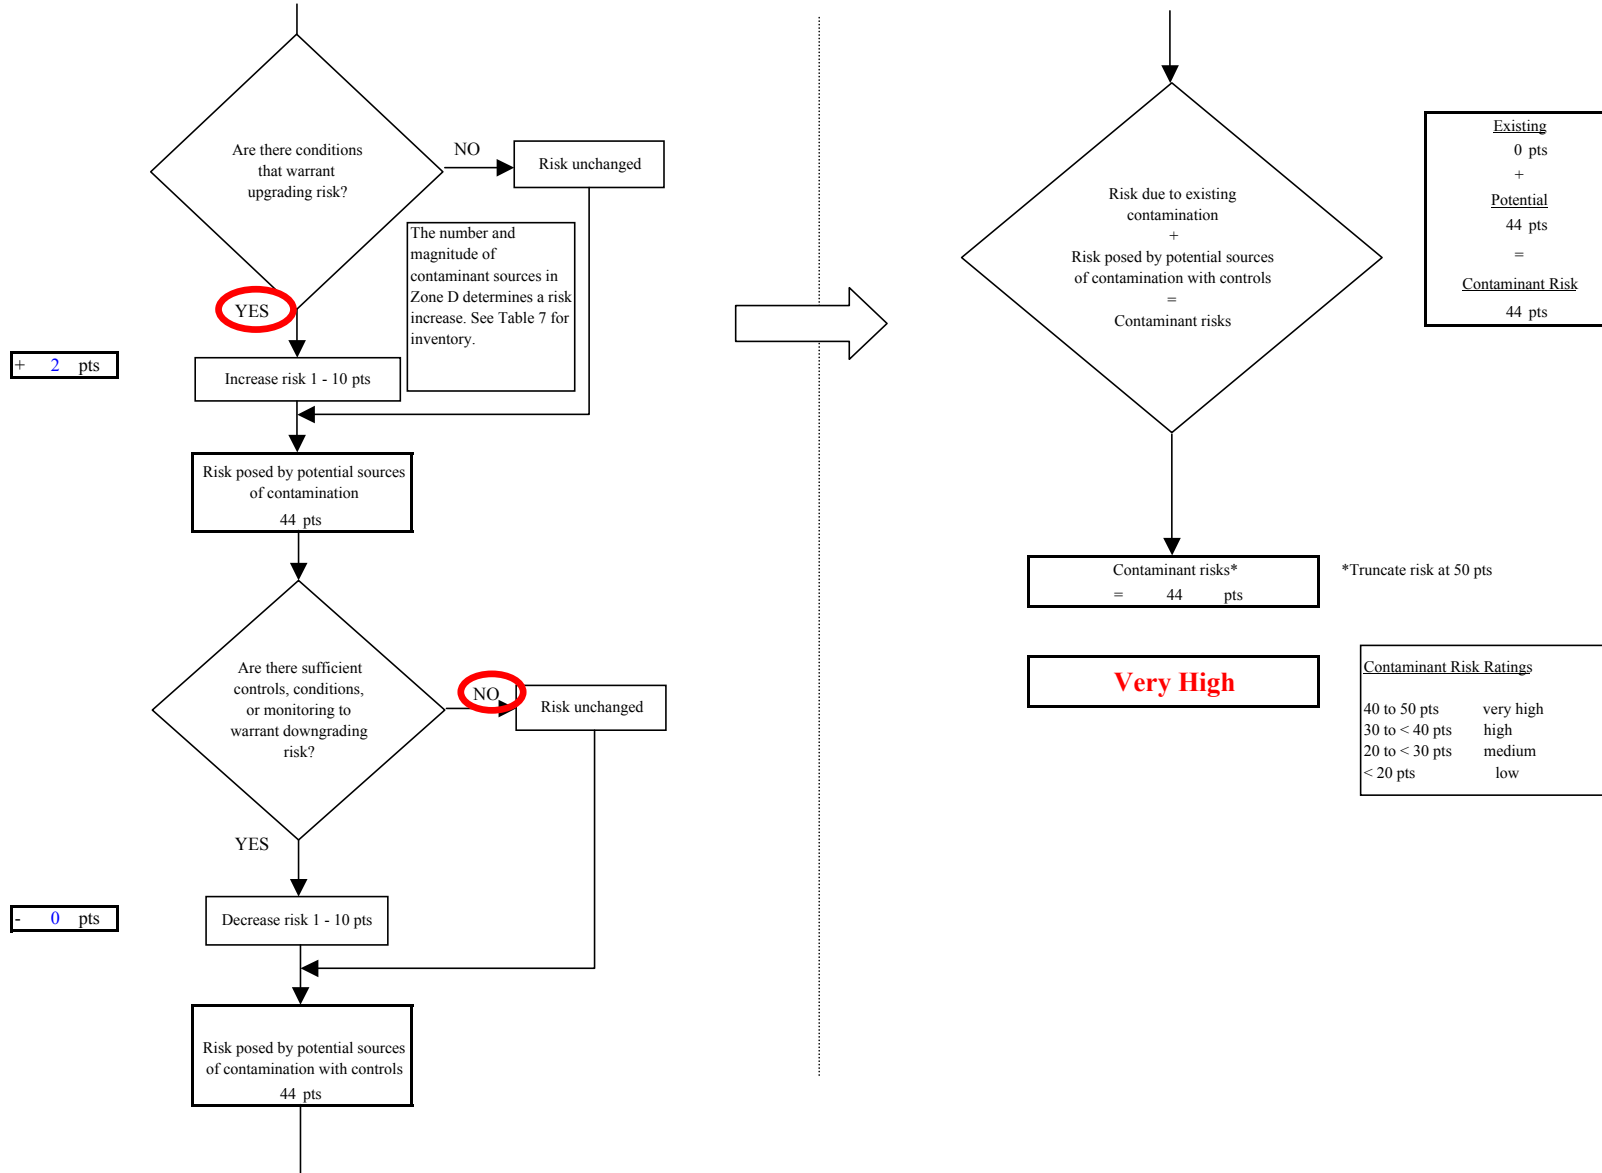 Are there conditions
that warrant
upgrading risk?
NO
Risk unchanged
The number and
magnitude of
contaminant sources in
Zone D determines a risk
increase. See Table 7 for
inventory.
YES
+ 2 pts
Increase risk 1 - 10 pts
Risk posed by potential sources
of contamination
44 pts
Are there sufficient
controls, conditions,
or monitoring to
warrant downgrading
risk?
NO
Risk unchanged
YES
- 0 pts
Decrease risk 1 - 10 pts
Risk posed by potential sources
of contamination with controls
44 pts
Risk due to existing
contamination
+
Risk posed by potential sources
of contamination with controls
=
Contaminant risks
Existing
0 pts
+
Potential
44 pts
=
Contaminant Risk
44 pts
Contaminant risks*
= 44 pts
*Truncate risk at 50 pts
Very High
Contaminant Risk Ratings
40 to 50 pts very high
30 to < 40 pts high
20 to < 30 pts medium
< 20 pts low